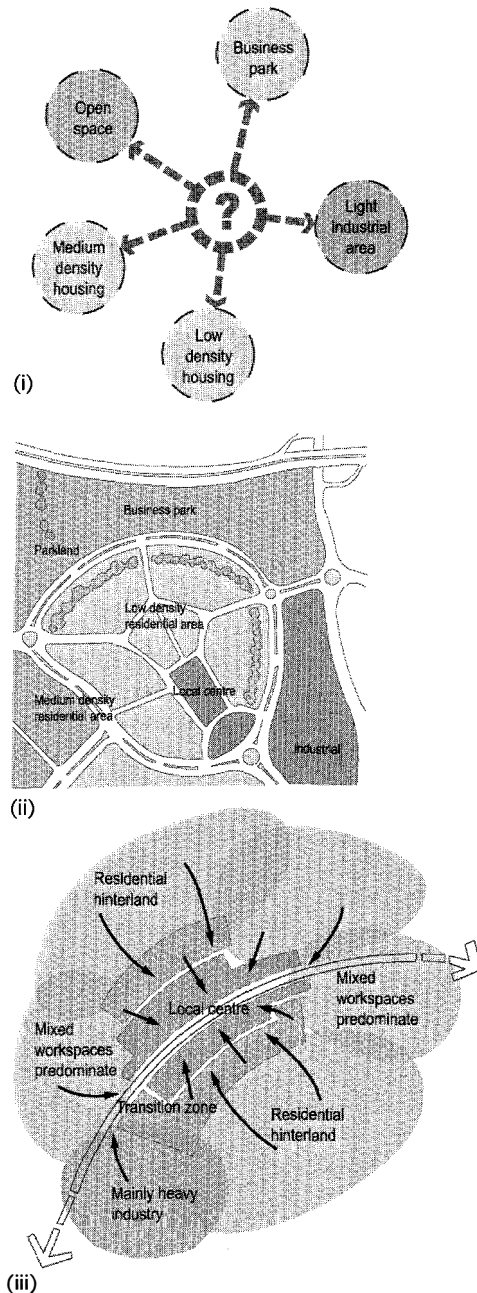 Business
park
Open
space
?
Light
industrial
area
Medium
density
housing
Low
density
housing
(i)
Business park
Parkland
Low density
residential area
Local centre
Medium density
residential area
Industrial
(ii)
Residential
hinterland
Mixed
workspaces
predominate
Local centre
Mixed
workspaces
predominate
Transition zone
Residential
hinterland
Mainly heavy
industry
(iii)